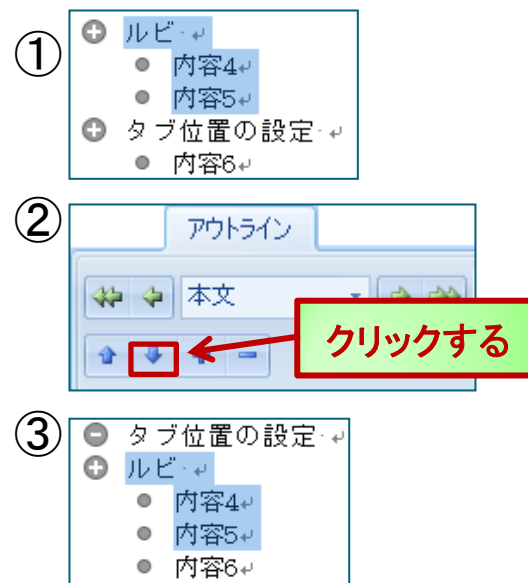 ①
ルビ
内容4
内容5
タブ位置の設定
内容6
②
アウトライン
本文
クリックする
③
タブ位置の設定
ルビ
内容4
内容5
内容6